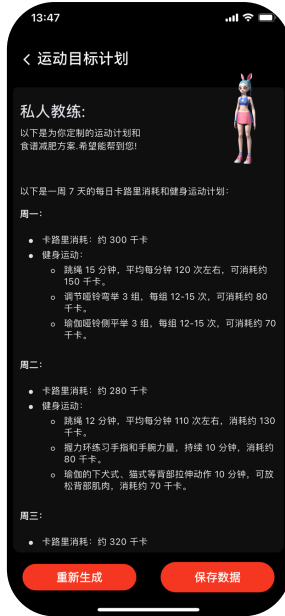 13:47
运动目标计划
私人教练:
以下是为你定制的运动计划和
食谱减肥方案.希望能帮到您!
以下是一周 7 天的每日卡路里消耗和健身运动计划：
周一：
卡路里消耗：约 300 千卡
健身运动：
跳绳 15 分钟，平均每分钟 120 次左右，可消耗约
150 千卡。
调节哑铃弯举 3 组，每组 12-15 次，可消耗约 80
千卡。
瑜伽哑铃侧平举 3 组，每组 12-15 次，可消耗约 70
千卡。
周二：
卡路里消耗：约 280 千卡
健身运动：
跳绳 12 分钟，平均每分钟 110 次左右，消耗约 130
千卡。
握力环练习手指和手腕力量，持续 10 分钟，消耗约
80 千卡。
瑜伽的下犬式、猫式等背部拉伸动作 10 分钟，可放
松背部肌肉，消耗约 70 千卡。
周三：
卡路里消耗：约 320 千卡
重新生成
保存数据